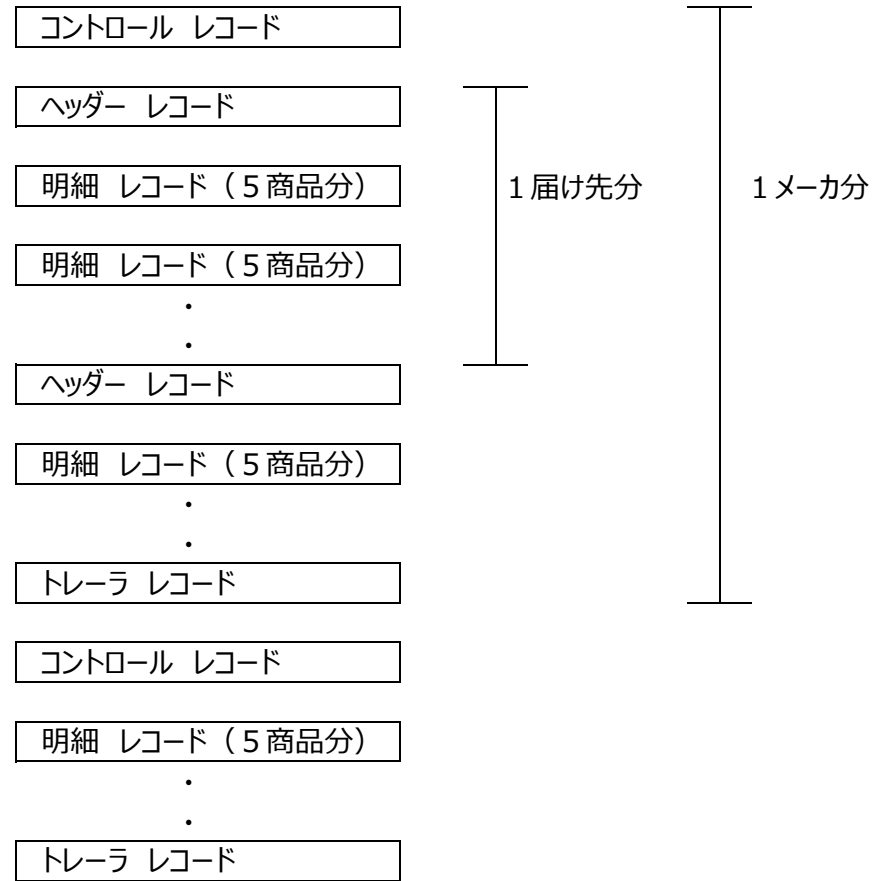 コントロール レコード
ヘッダー レコード
明細 レコード（５商品分） １届け先分 １メーカ分
明細 レコード（５商品分）
・
・
ヘッダー レコード
明細 レコード（５商品分）
・
・
トレーラ レコード
コントロール レコード
明細 レコード（５商品分）
・
・
トレーラ レコード